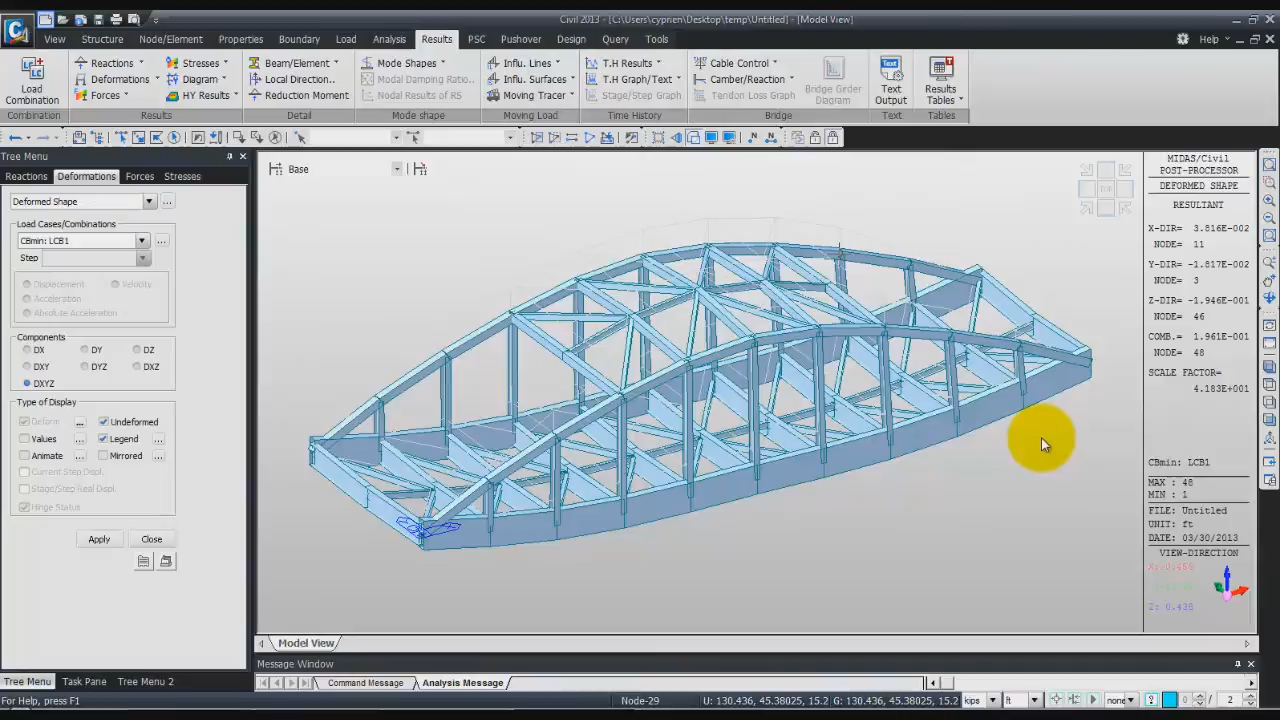 Civil 2013 - [C:\Users\cyprien\Desktop\temp\Untitled] - [Model View]
View Structure Node/Element Properties Boundary Load Analysis Results PSC Pushover Design Query Tools Help
Load
Combination
Combination
Reactions
Deformations
Forces
Stresses
Diagram
HY Results
Results
Beam/Element
Local Direction..
Reduction Moment
Detail
Mode Shapes
Modal Damping Ratio..
Nodal Results of RS
Mode shape
Influ. Lines
Influ. Surfaces
Moving Tracer
Moving Load
T.H Results
T.H Graph/Text
Stage/Step Graph
Time History
Cable Control
Camber/Reaction
Tendon Loss Graph
Bridge Girder
Diagram
Bridge
Text
Output
Text
Results
Tables
Tables
Tree Menu
Reactions Deformations Forces Stresses
Deformed Shape
Load Cases/Combinations
CBmin: LCB1
Step
Displacement Velocity
Acceleration
Absolute Acceleration
Components
DX DY DZ
DXY DYZ DXZ
DXYZ
Type of Display
Deform Undeformed
Values Legend
Animate Mirrored
Current Step Displ.
Stage/Step Real Displ.
Hinge Status
Apply Close
Base
TOP
MIDAS/Civil
POST-PROCESSOR
DEFORMED SHAPE
RESULTANT
X-DIR= 3.816E-002
NODE= 11
Y-DIR= -1.817E-002
NODE= 3
Z-DIR= -1.946E-001
NODE= 46
COMB.= 1.961E-001
NODE= 48
SCALE FACTOR=
4.183E+001
CBmin: LCB1
MAX : 48
MIN : 1
FILE: Untitled
UNIT: ft
DATE: 03/30/2013
VIEW-DIRECTION
Z: 0.438
Model View
Message Window
Command Message Analysis Message
Tree Menu Task Pane Tree Menu 2
For Help, press F1 Node-29 U: 130.436, 45.38025, 15.2 G: 130.436, 45.38025, 15.2 kips ft none 0 / 2